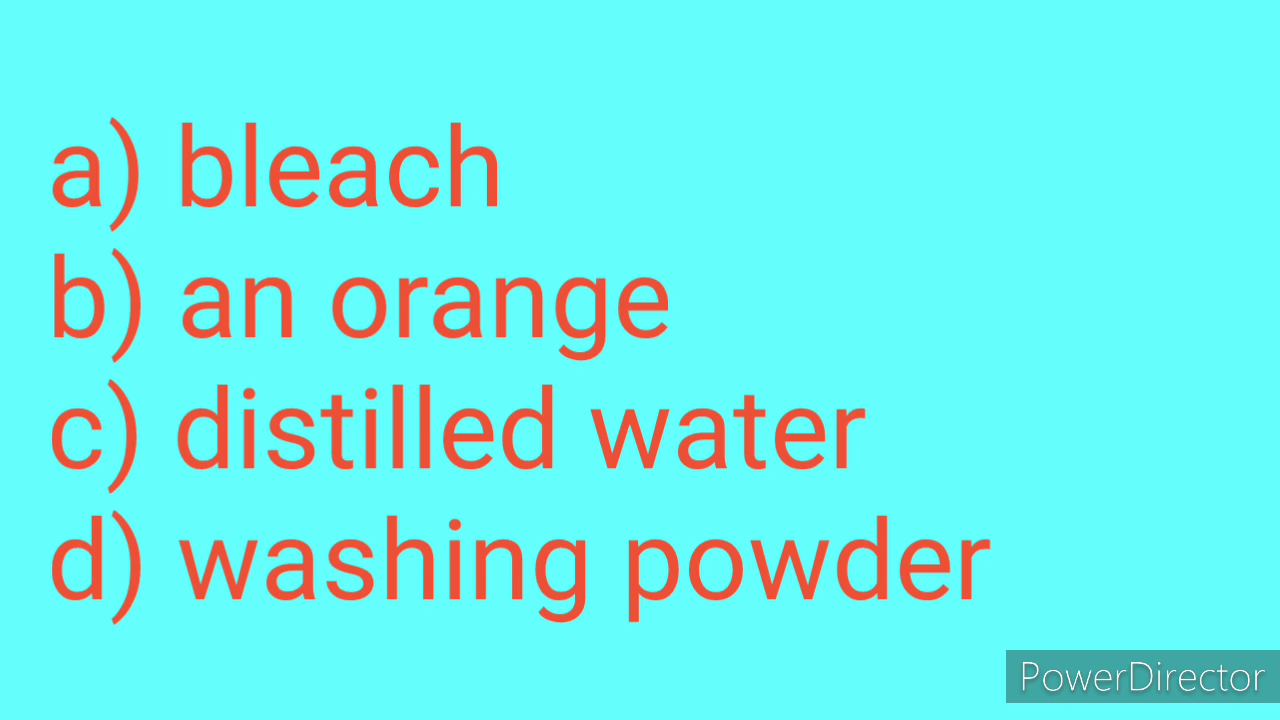 a) bleach
b) an orange
c) distilled water
d) washing powder
PowerDirector